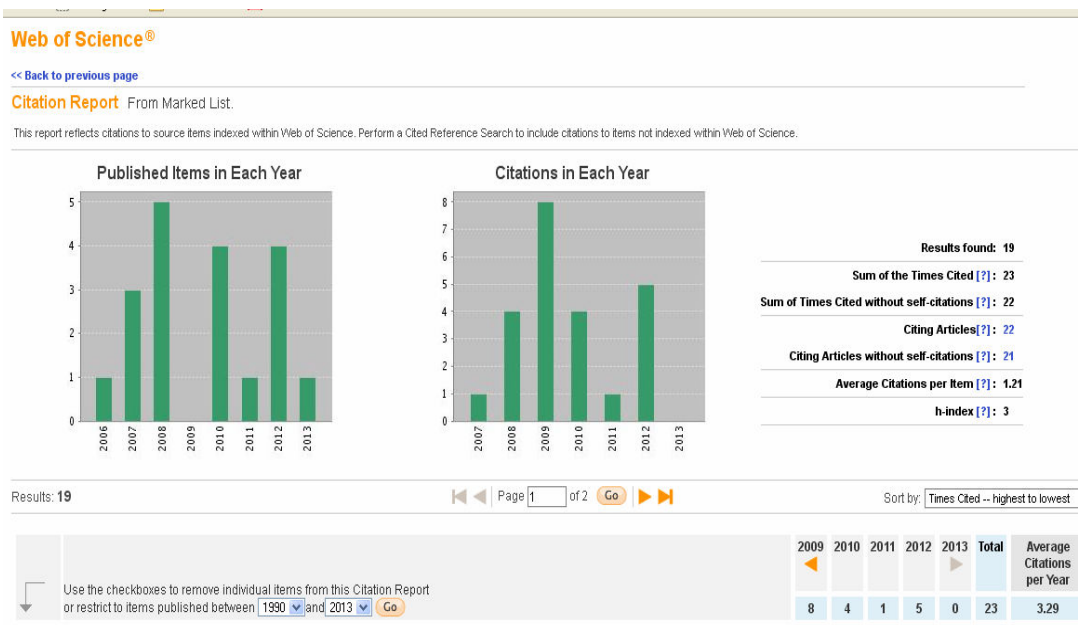 Web of Science®
<< Back to previous page
Citation Report From Marked List.
This report reflects citations to source items indexed within Web of Science. Perform a Cited Reference Search to include citations to items not indexed within Web of Science.
Published Items in Each Year
5
4
3
2
1
0
2006 2007 2008 2009 2010 2011 2012 2013
Citations in Each Year
8
7
6
5
4
3
2
1
0
2007 2008 2009 2010 2011 2012 2013
Results found: 19
Sum of the Times Cited [?] : 23
Sum of Times Cited without self-citations [?] : 22
Citing Articles[?] : 22
Citing Articles without self-citations [?] : 21
Average Citations per Item [?] : 1.21
h-index [?] : 3
Results: 19
Page 1 of 2 Go
Sort by: Times Cited -- highest to lowest
2009 2010 2011 2012 2013 Total Average
Citations
per Year
Use the checkboxes to remove individual items from this Citation Report
or restrict to items published between 1990 and 2013 Go
8 4 1 5 0 23 3.29